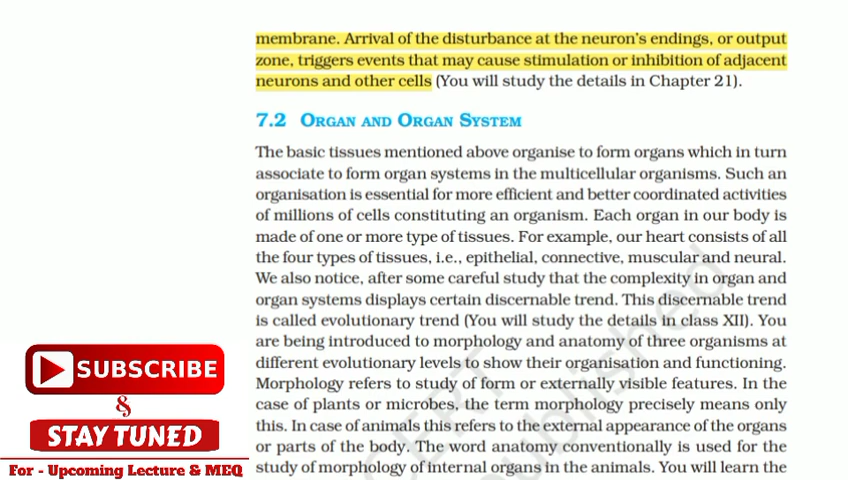 membrane. Arrival of the disturbance at the neuron's endings, or output
zone, triggers events that may cause stimulation or inhibition of adjacent
neurons and other cells (You will study the details in Chapter 21).
7.2 ORGAN AND ORGAN SYSTEM
The basic tissues mentioned above organise to form organs which in turn
associate to form organ systems in the multicellular organisms. Such an
organisation is essential for more efficient and better coordinated activities
of millions of cells constituting an organism. Each organ in our body is
made of one or more type of tissues. For example, our heart consists of all
the four types of tissues, i.e., epithelial, connective, muscular and neural.
We also notice, after some careful study that the complexity in organ and
organ systems displays certain discernable trend. This discernable trend
is called evolutionary trend (You will study the details in class XII). You
are being introduced to morphology and anatomy of three organisms at
different evolutionary levels to show their organisation and functioning.
Morphology refers to study of form or externally visible features. In the
case of plants or microbes, the term morphology precisely means only
this. In case of animals this refers to the external appearance of the organs
or parts of the body. The word anatomy conventionally is used for the
study of morphology of internal organs in the animals. You will learn the
SUBSCRIBE
&
STAY TUNED
For - Upcoming Lecture & MEQ